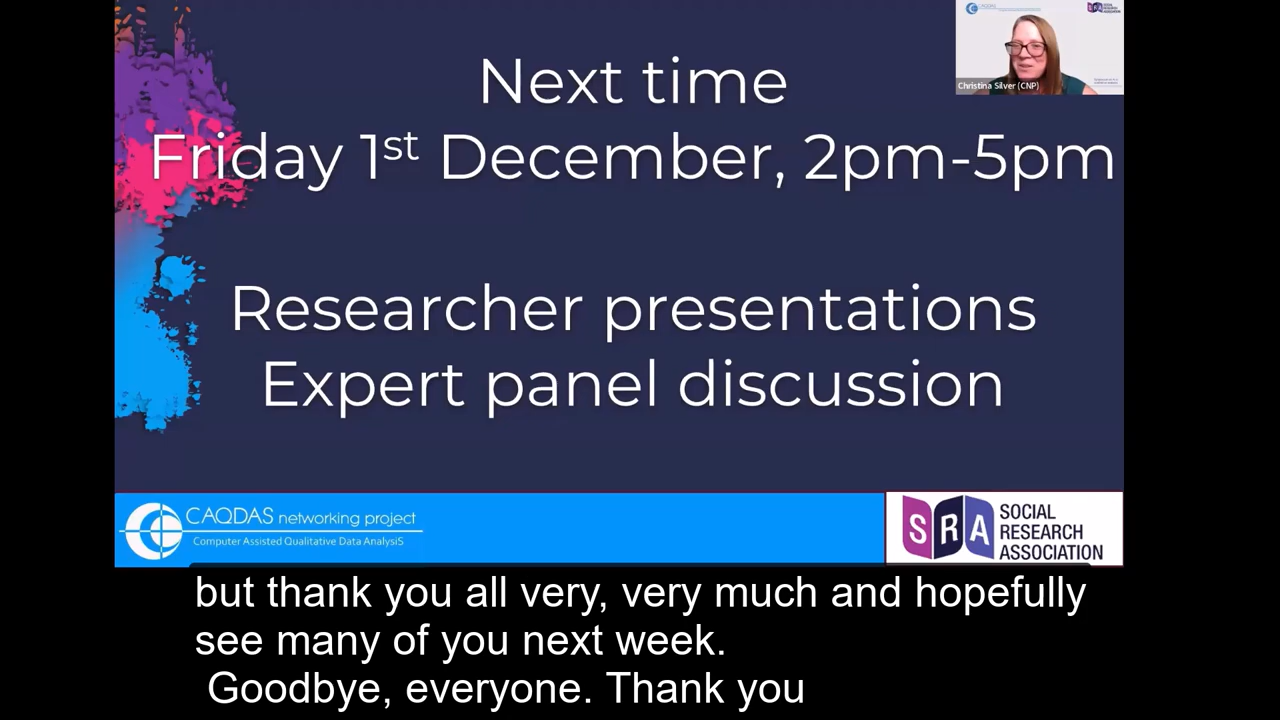 Next time
Friday 1st December, 2pm-5pm
Researcher presentations
Expert panel discussion
Christina Silver (CNP)
CAQDAS networking project
Computer Assisted Qualitative Data AnalysiS
SRA
SOCIAL
RESEARCH
ASSOCIATION
but thank you all very, very much and hopefully
see many of you next week.
Goodbye, everyone. Thank you